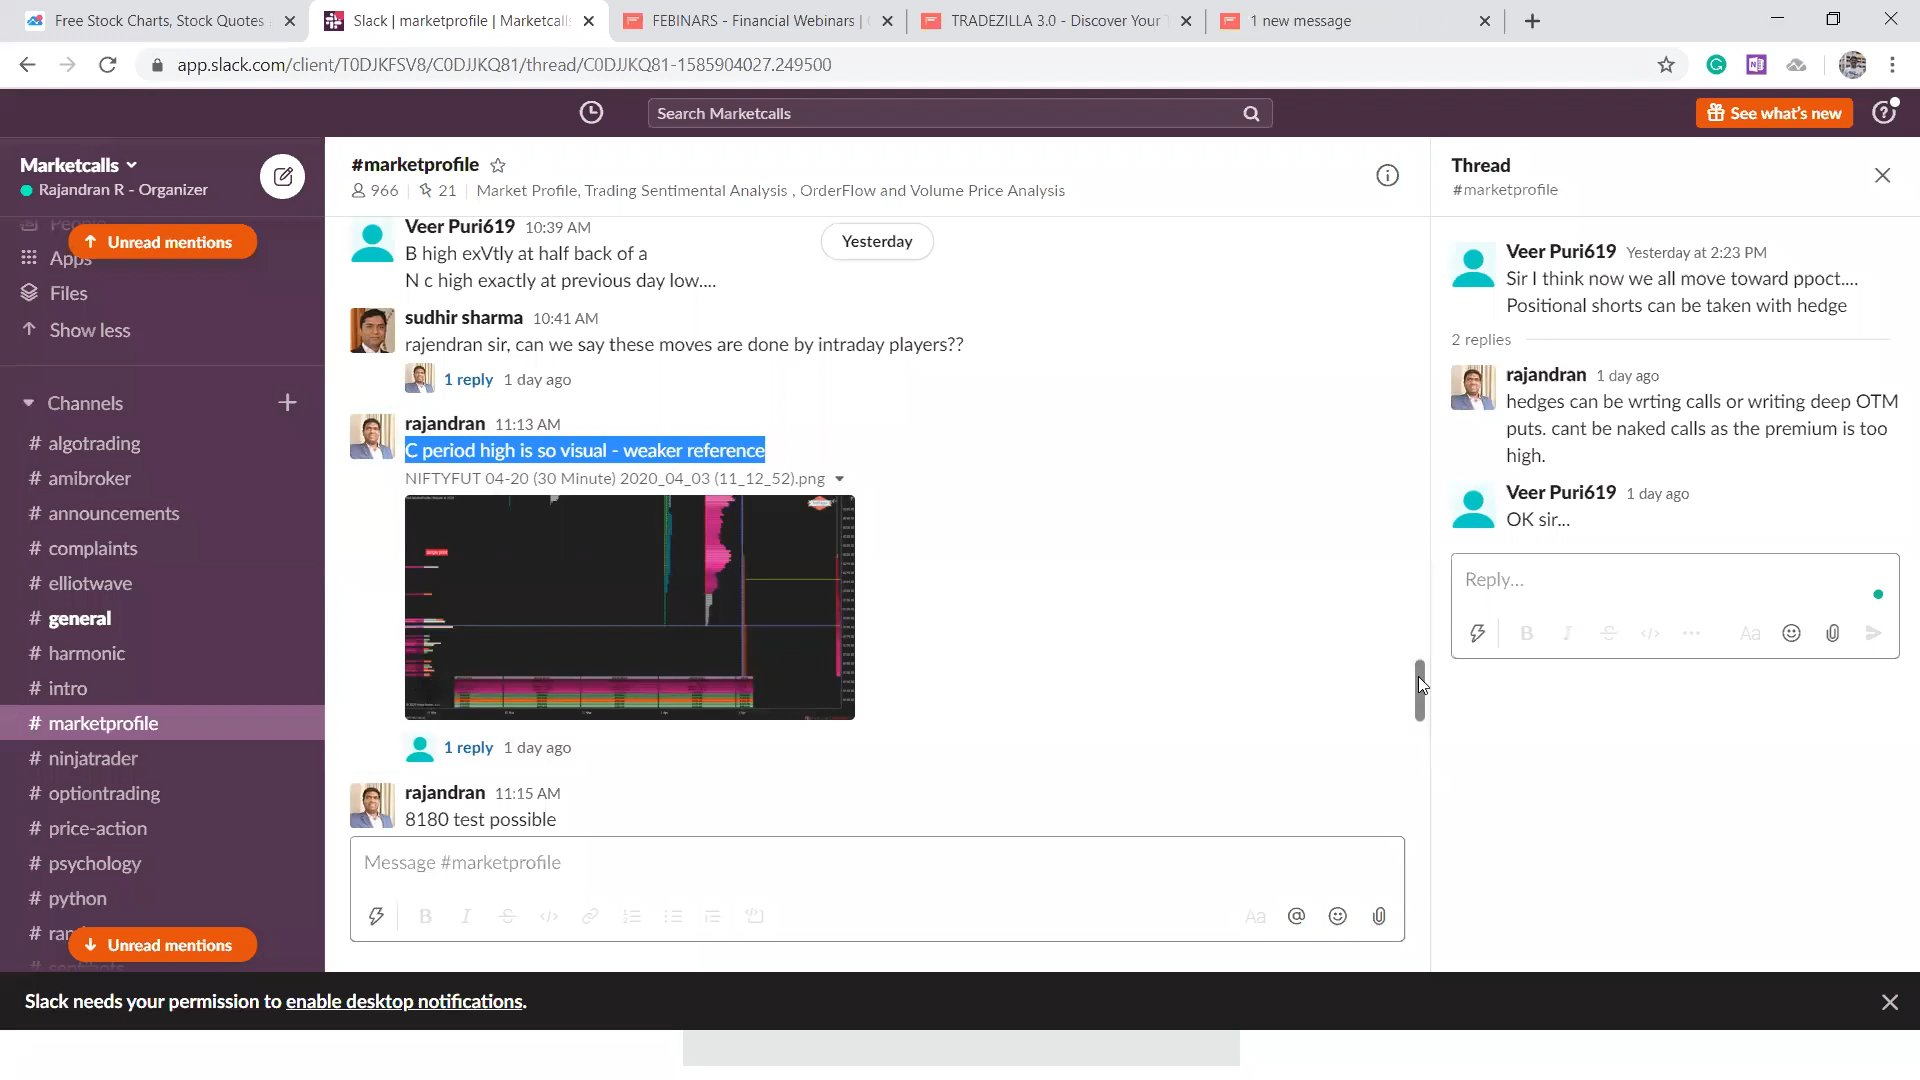 Free Stock Charts, Stock Quotes
Slack | marketprofile | Marketcalls
FEBINARS - Financial Webinars |
TRADEZILLA 3.0 - Discover Your
1 new message
app.slack.com/client/T0DJKFSV8/C0DJJKQ81/thread/C0DJJKQ81-1585904027.249500
Search Marketcalls
See what's new
Marketcalls
Rajandran R - Organizer
People
Unread mentions
Apps
Files
Show less
Channels
# algotrading
# amibroker
# announcements
# complaints
# elliotwave
# general
# harmonic
# intro
# marketprofile
# ninjatrader
# optiontrading
# price-action
# psychology
# python
Unread mentions
#marketprofile
966 | 21 | Market Profile, Trading Sentimental Analysis , OrderFlow and Volume Price Analysis
Yesterday
Veer Puri619 10:39 AM
B high exVtly at half back of a
N c high exactly at previous day low....
sudhir sharma 10:41 AM
rajendran sir, can we say these moves are done by intraday players??
1 reply 1 day ago
rajandran 11:13 AM
C period high is so visual - weaker reference
NIFTYFUT 04-20 (30 Minute) 2020_04_03 (11_12_52).png
1 reply 1 day ago
rajandran 11:15 AM
8180 test possible
Message #marketprofile
Aa
Thread
#marketprofile
Veer Puri619 Yesterday at 2:23 PM
Sir I think now we all move toward ppoct....
Positional shorts can be taken with hedge
2 replies
rajandran 1 day ago
hedges can be wrting calls or writing deep OTM
puts. cant be naked calls as the premium is too
high.
Veer Puri619 1 day ago
OK sir...
Reply...
Aa
Slack needs your permission to enable desktop notifications.